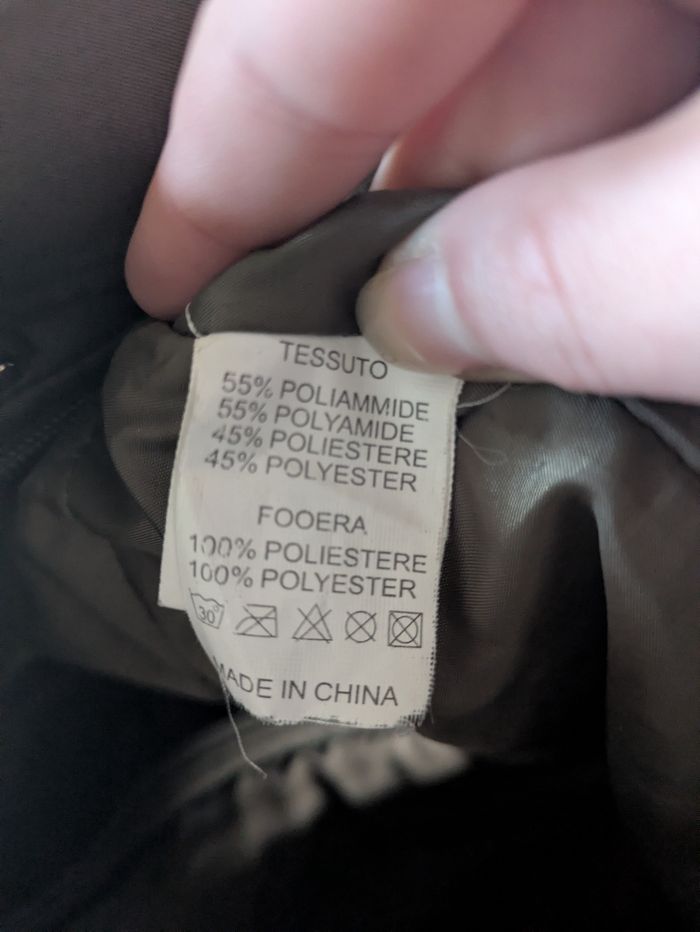 TESSUTO
55% POLIAMMIDE
55% POLYAMIDE
45% POLIESTERE
45% POLYESTER
FOOERA
100% POLIESTERE
100% POLYESTER
30°
MADE IN CHINA